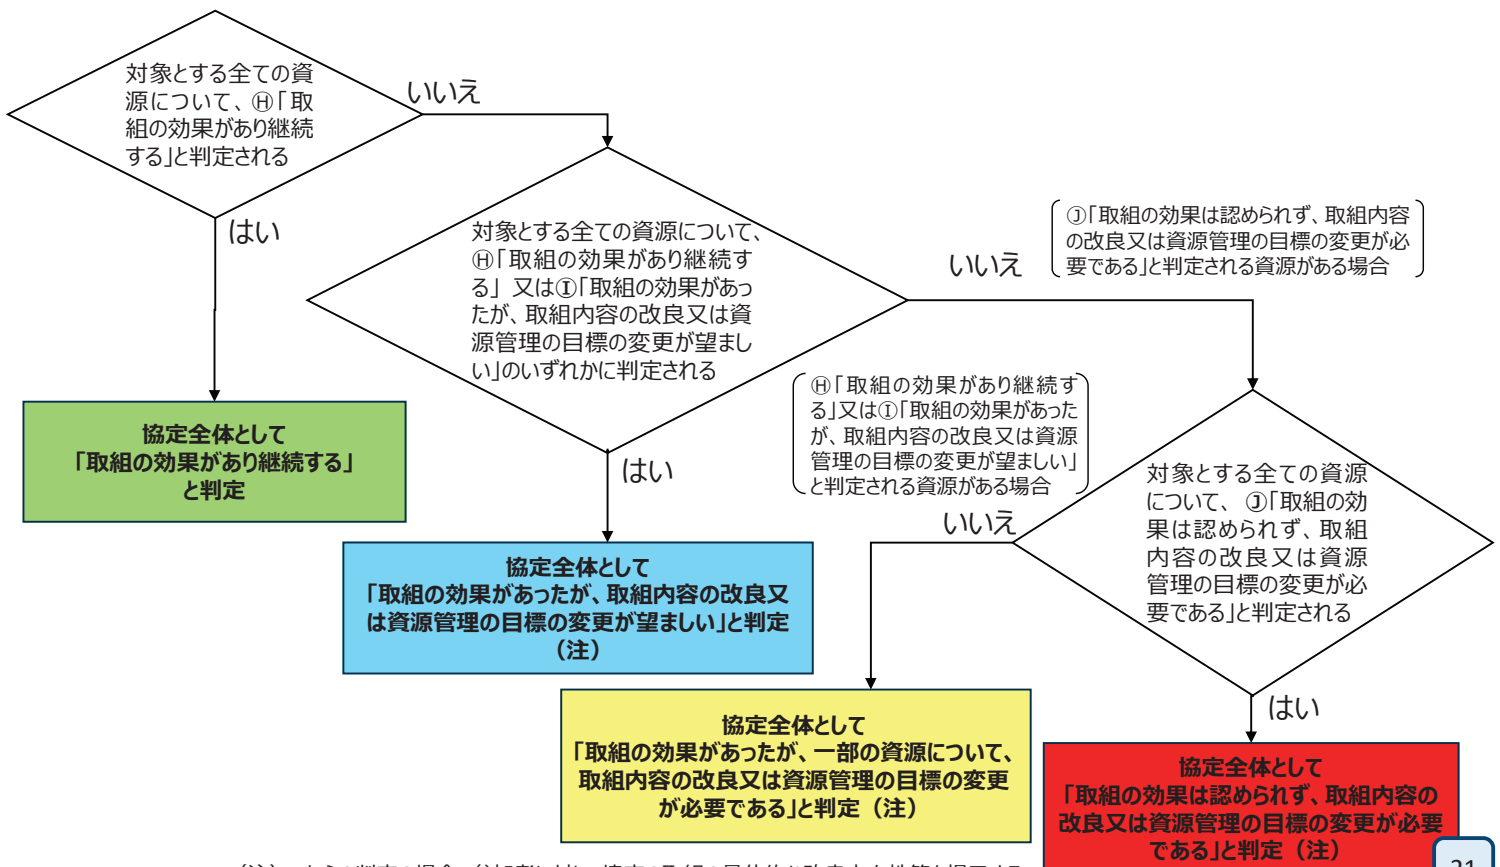 対象とする全ての資
源について、Ⓗ「取
組の効果があり継続
する」と判定される
いいえ
はい
対象とする全ての資源について、
Ⓗ「取組の効果があり継続す
る」 又はⒾ「取組の効果があっ
たが、取組内容の改良又は資
源管理の目標の変更が望まし
い」のいずれかに判定される
いいえ
Ⓙ「取組の効果は認められず、取組内容
の改良又は資源管理の目標の変更が必
要である」と判定される資源がある場合
はい
Ⓗ「取組の効果があり継続す
る」又はⒾ「取組の効果があった
が、取組内容の改良又は資源
管理の目標の変更が望ましい」
と判定される資源がある場合
いいえ
対象とする全ての資源
について、Ⓙ「取組の効
果は認められず、取組
内容の改良又は資源
管理の目標の変更が必
要である」と判定される
はい
協定全体として
「取組の効果があり継続する」
と判定
協定全体として
「取組の効果があったが、取組内容の改良又
は資源管理の目標の変更が望ましい」と判定
（注）
協定全体として
「取組の効果があったが、一部の資源について、
取組内容の改良又は資源管理の目標の変更
が必要である」と判定（注）
協定全体として
「取組の効果は認められず、取組内容の
改良又は資源管理の目標の変更が必要
である」と判定（注）